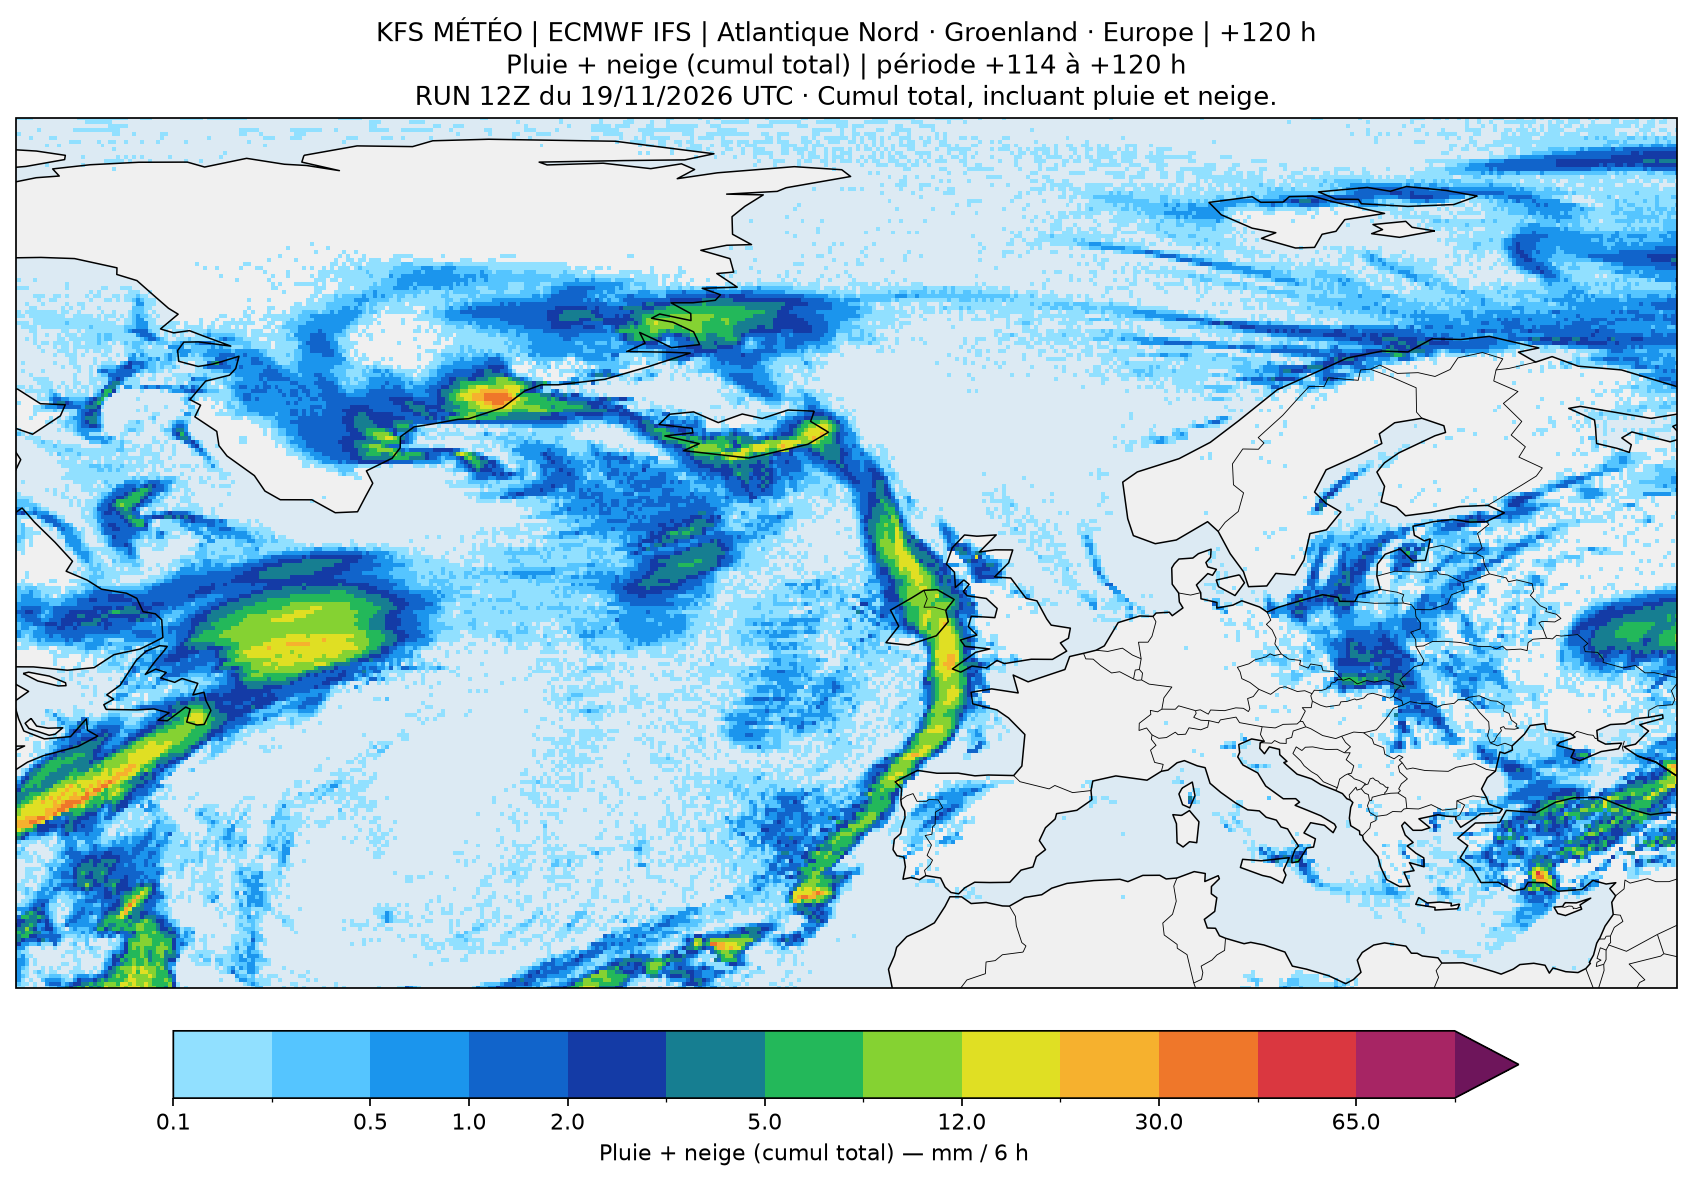 KFS MÉTÉO | ECMWF IFS | Atlantique Nord · Groenland · Europe | +120 h
Pluie + neige (cumul total) | période +114 à +120 h
RUN 12Z du 19/11/2026 UTC · Cumul total, incluant pluie et neige.
0.1 0.5 1.0 2.0 5.0 12.0 30.0 65.0
Pluie + neige (cumul total) — mm / 6 h